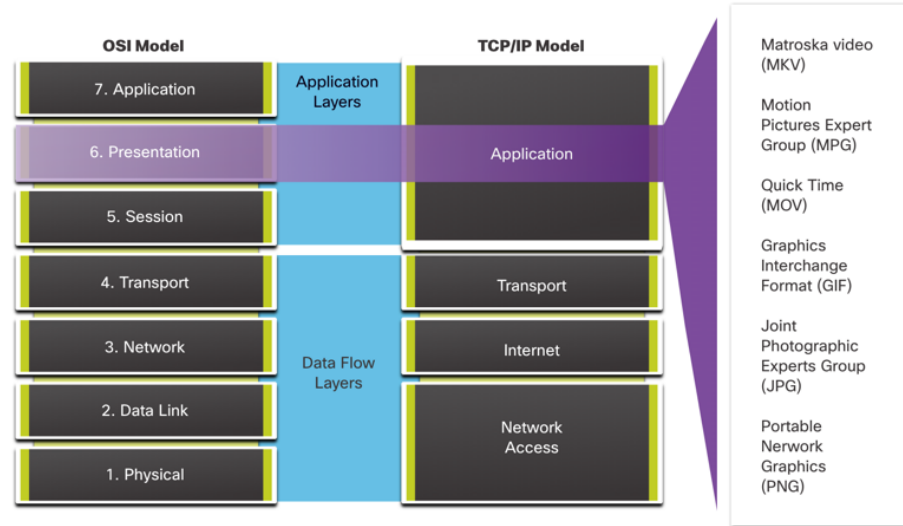 OSI Model
TCP/IP Model
7. Application
6. Presentation
5. Session
4. Transport
3. Network
2. Data Link
1. Physical
Application
Layers
Data Flow
Layers
Application
Transport
Internet
Network
Access
Matroska video
(MKV)
Motion
Pictures Expert
Group (MPG)
Quick Time
(MOV)
Graphics
Interchange
Format (GIF)
Joint
Photographic
Experts Group
(JPG)
Portable
Nerwork
Graphics
(PNG)